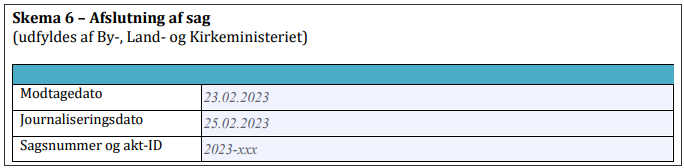 Skema 6 – Afslutning af sag
(udfyldes af By-, Land- og Kirkeministeriet)
Modtagedato 23.02.2023
Journaliseringsdato 25.02.2023
Sagsnummer og akt-ID 2023-xxx